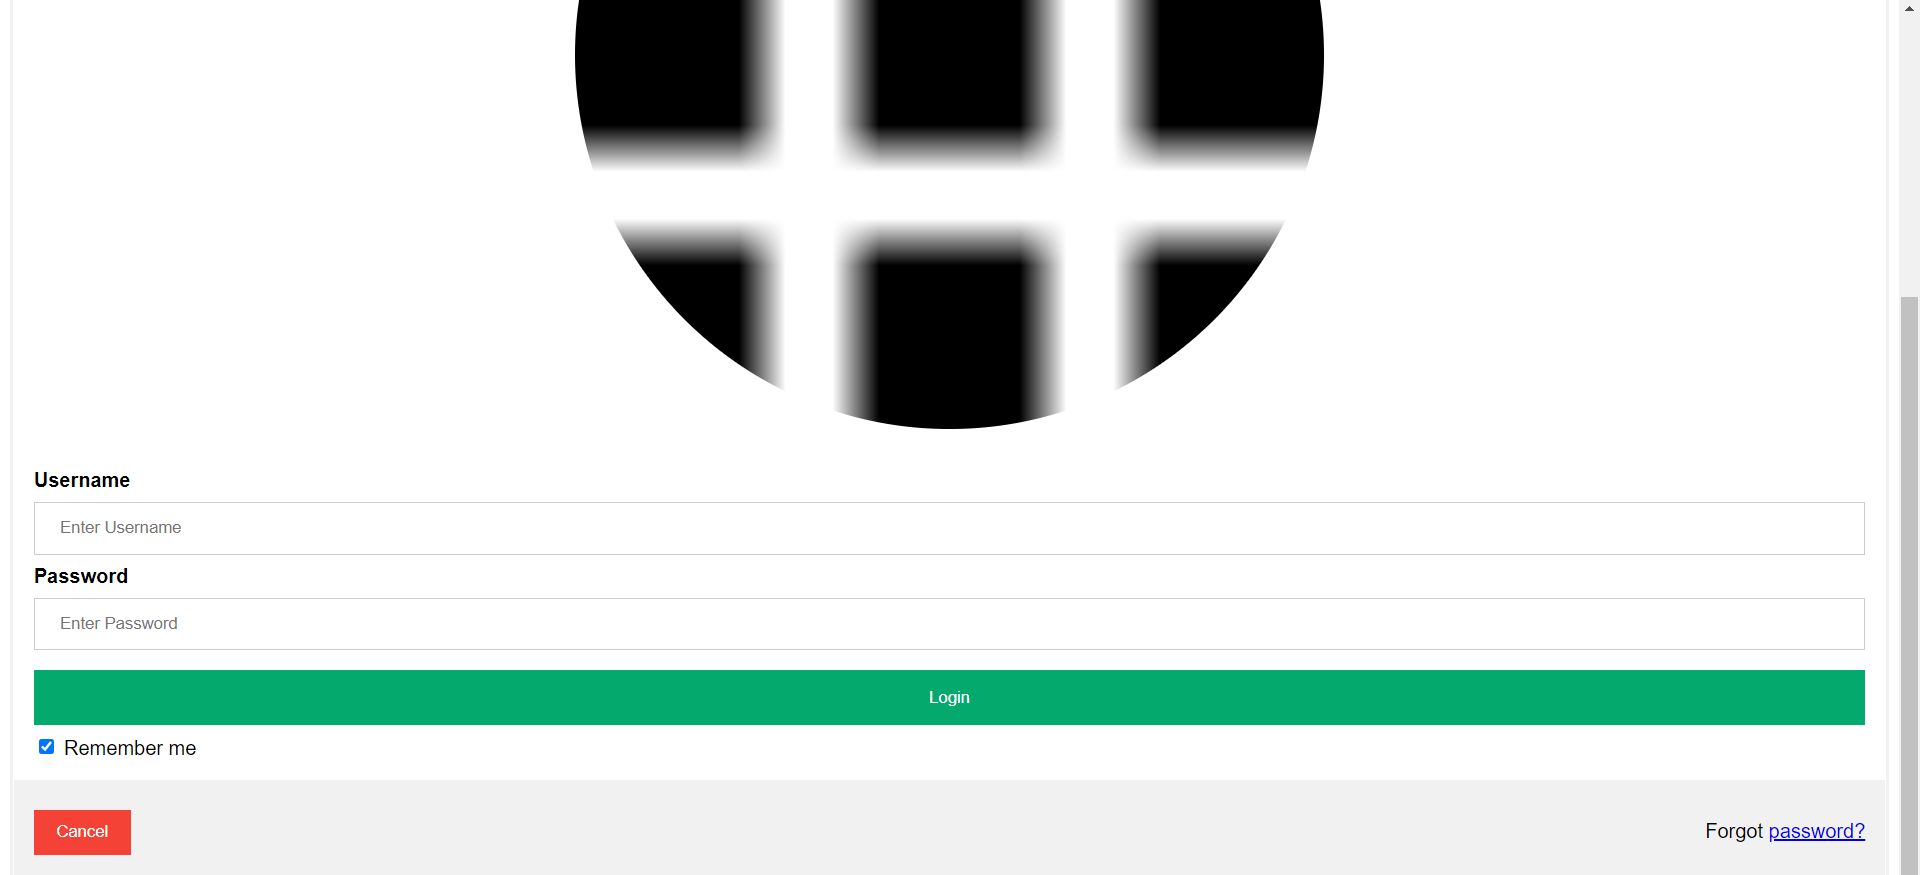 Username
Enter Username
Password
Enter Password
Login
Remember me
Cancel
Forgot password?